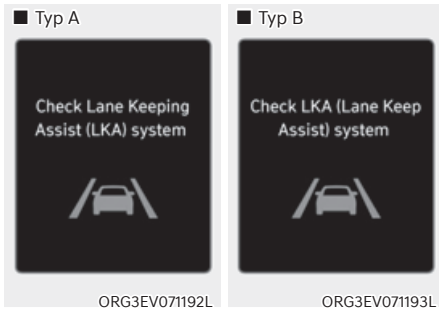 ■ Typ A
Check Lane Keeping
Assist (LKA) system
ORG3EV071192L
■ Typ B
Check LKA (Lane Keep
Assist) system
ORG3EV071193L